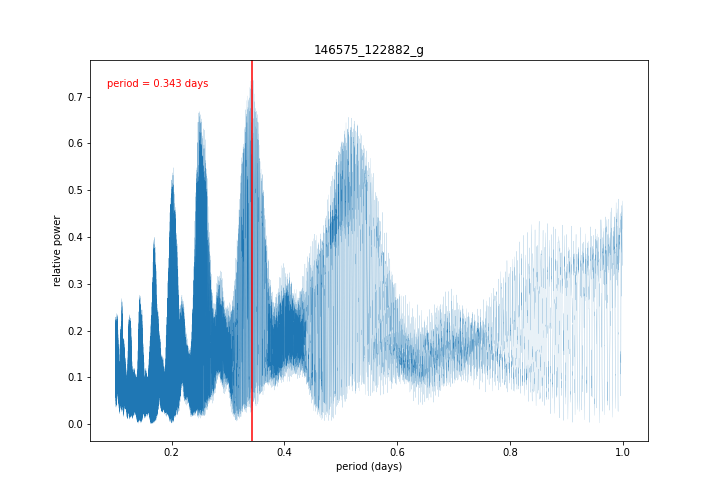 146575_122882_g
period = 0.343 days
relative power
0.7
0.6
0.5
0.4
0.3
0.2
0.1
0.0
0.2 0.4 0.6 0.8 1.0
period (days)